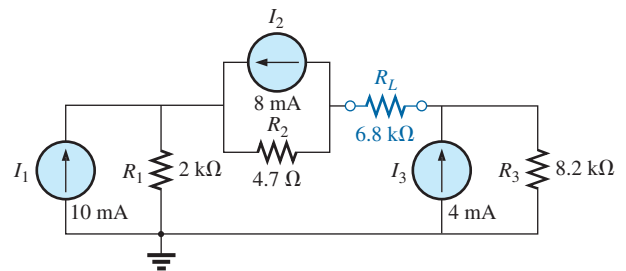 I2
8 mA
R2
4.7 Ω
RL
6.8 kΩ
I1
10 mA
R1
2 kΩ
I3
4 mA
R3
8.2 kΩ